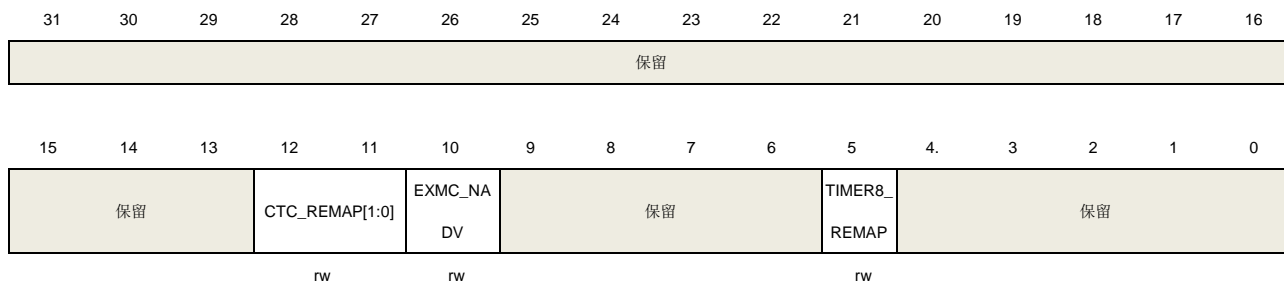 31 30 29 28 27 26 25 24 23 22 21 20 19 18 17 16
保留
15 14 13 12 11 10 9 8 7 6 5 4. 3 2 1 0
保留 CTC_REMAP[1:0] EXMC_NA 保留 TIMER8_ 保留
DV REMAP
rw rw rw